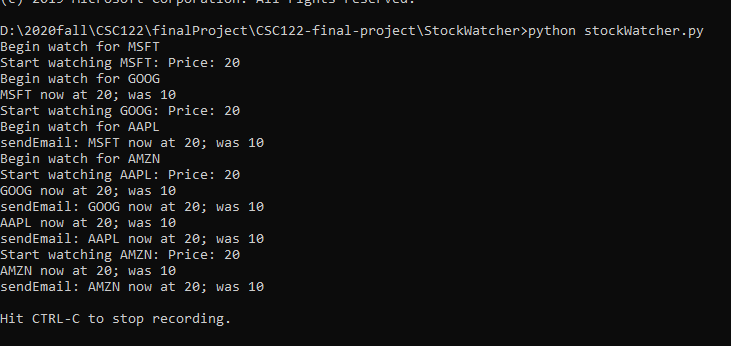 (c) 2019 Microsoft Corporation. All rights reserved.
D:\2020fall\CSC122\finalProject\CSC122-final-project\StockWatcher>python stockWatcher.py
Begin watch for MSFT
Start watching MSFT: Price: 20
Begin watch for GOOG
MSFT now at 20; was 10
Start watching GOOG: Price: 20
Begin watch for AAPL
sendEmail: MSFT now at 20; was 10
Begin watch for AMZN
Start watching AAPL: Price: 20
GOOG now at 20; was 10
sendEmail: GOOG now at 20; was 10
AAPL now at 20; was 10
sendEmail: AAPL now at 20; was 10
Start watching AMZN: Price: 20
AMZN now at 20; was 10
sendEmail: AMZN now at 20; was 10
Hit CTRL-C to stop recording.